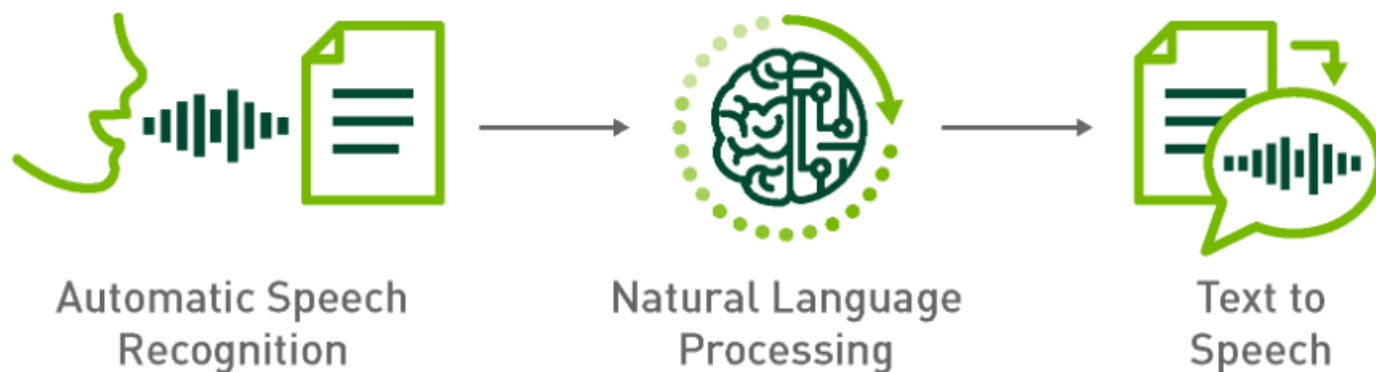 Automatic Speech
Recognition
Natural Language
Processing
Text to
Speech